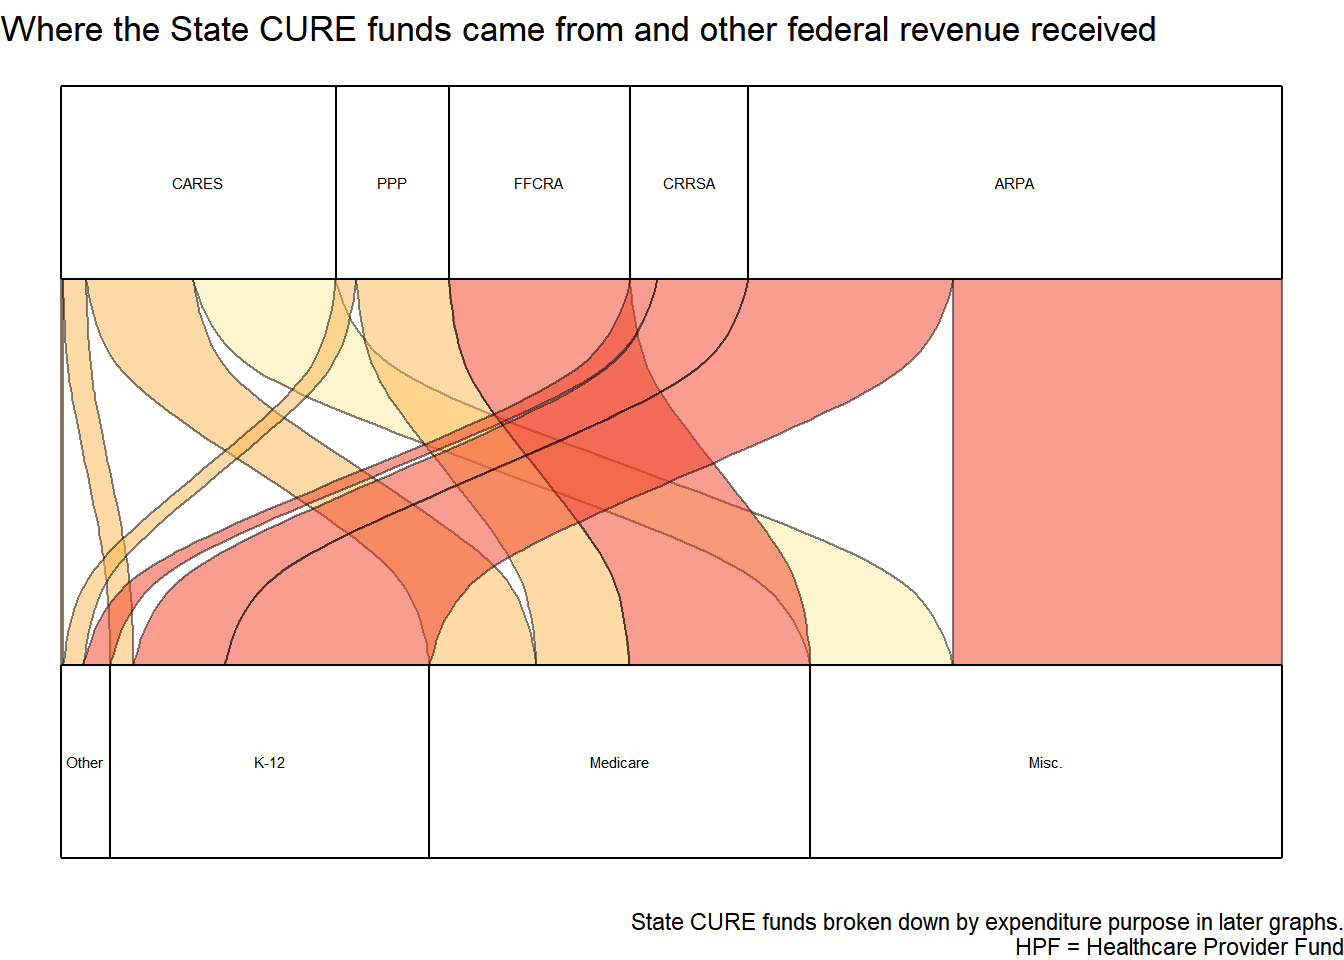 Where the State CURE funds came from and other federal revenue received
CARES
PPP
FFCRA
CRRSA
ARPA
Other
K-12
Medicare
Misc.
State CURE funds broken down by expenditure purpose in later graphs.
HPF = Healthcare Provider Fund